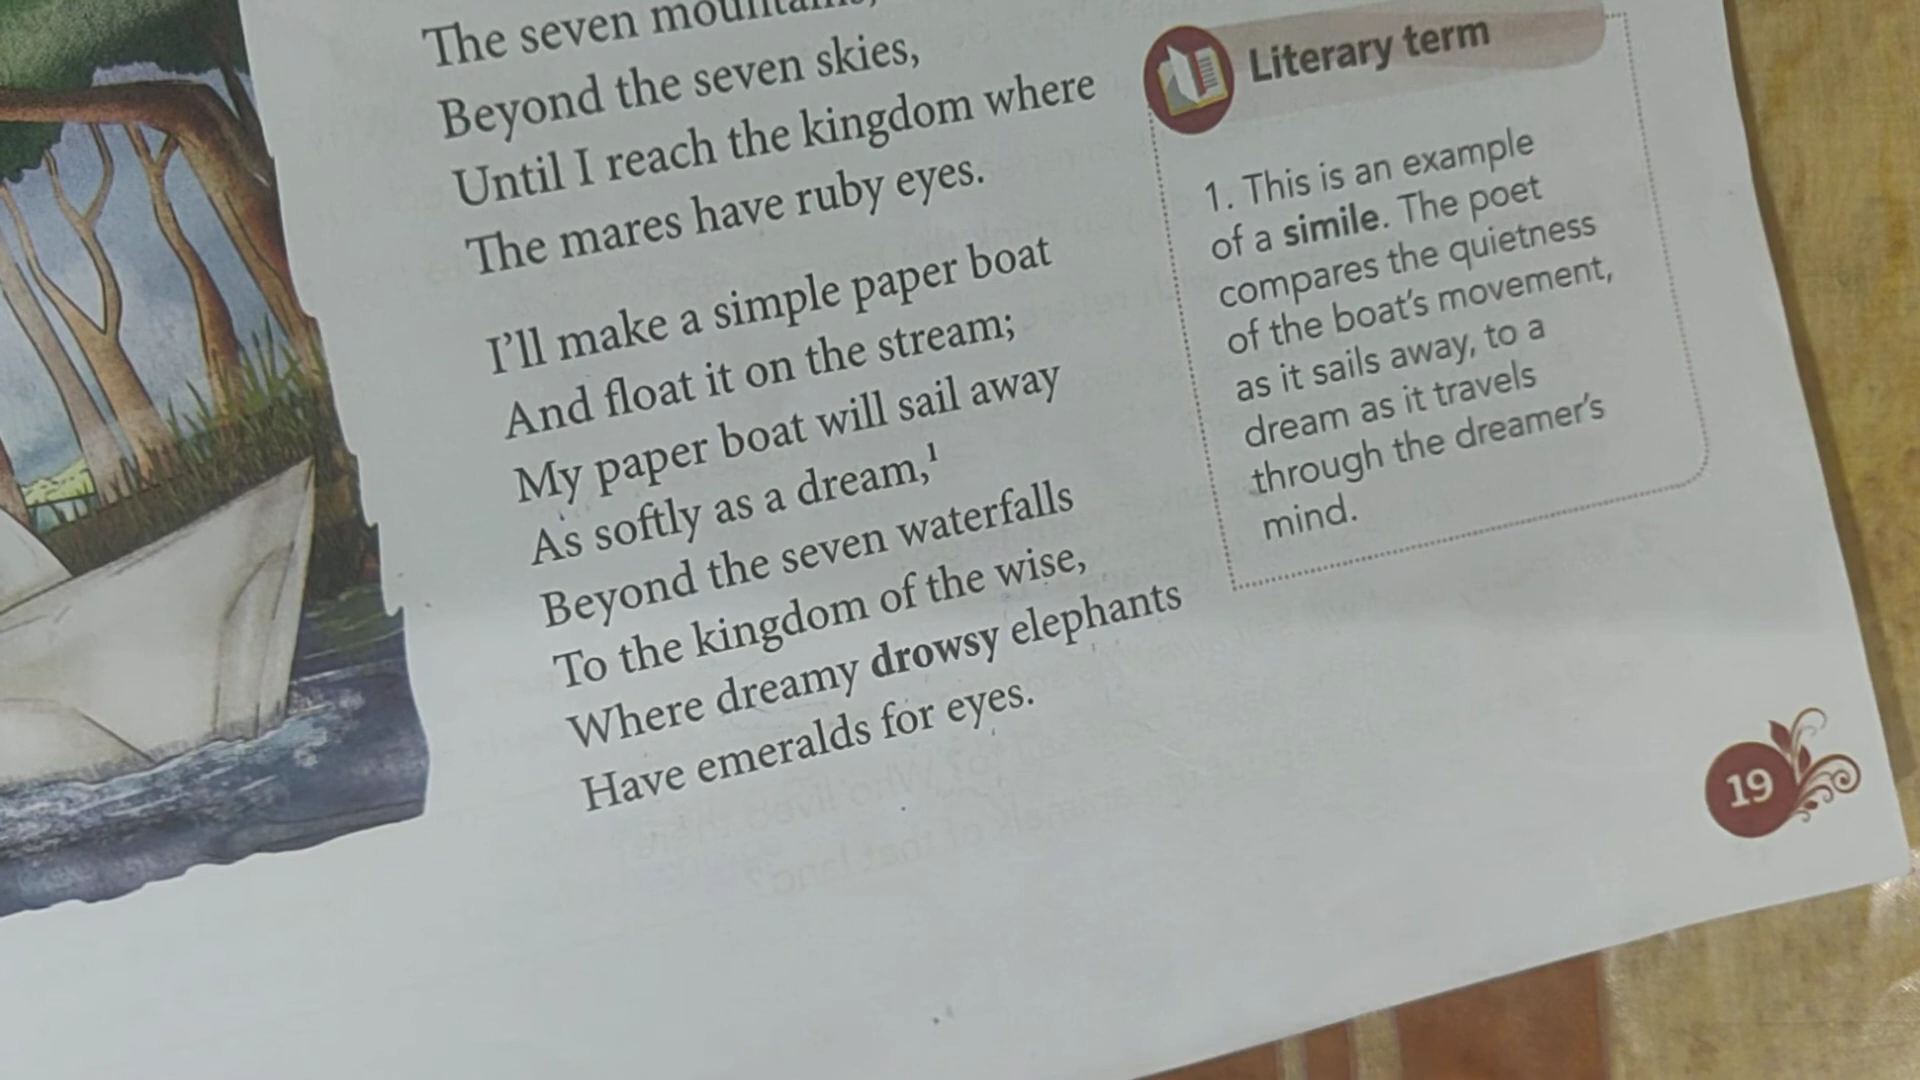 The seven mountains,
Beyond the seven skies,
Until I reach the kingdom where
The mares have ruby eyes.
I'll make a simple paper boat
And float it on the stream;
My paper boat will sail away
As softly as a dream,¹
Beyond the seven waterfalls
To the kingdom of the wise,
Where dreamy drowsy elephants
Have emeralds for eyes.
Literary term
1. This is an example
of a simile. The poet
compares the quietness
of the boat's movement,
as it sails away, to a
dream as it travels
through the dreamer's
mind.
19